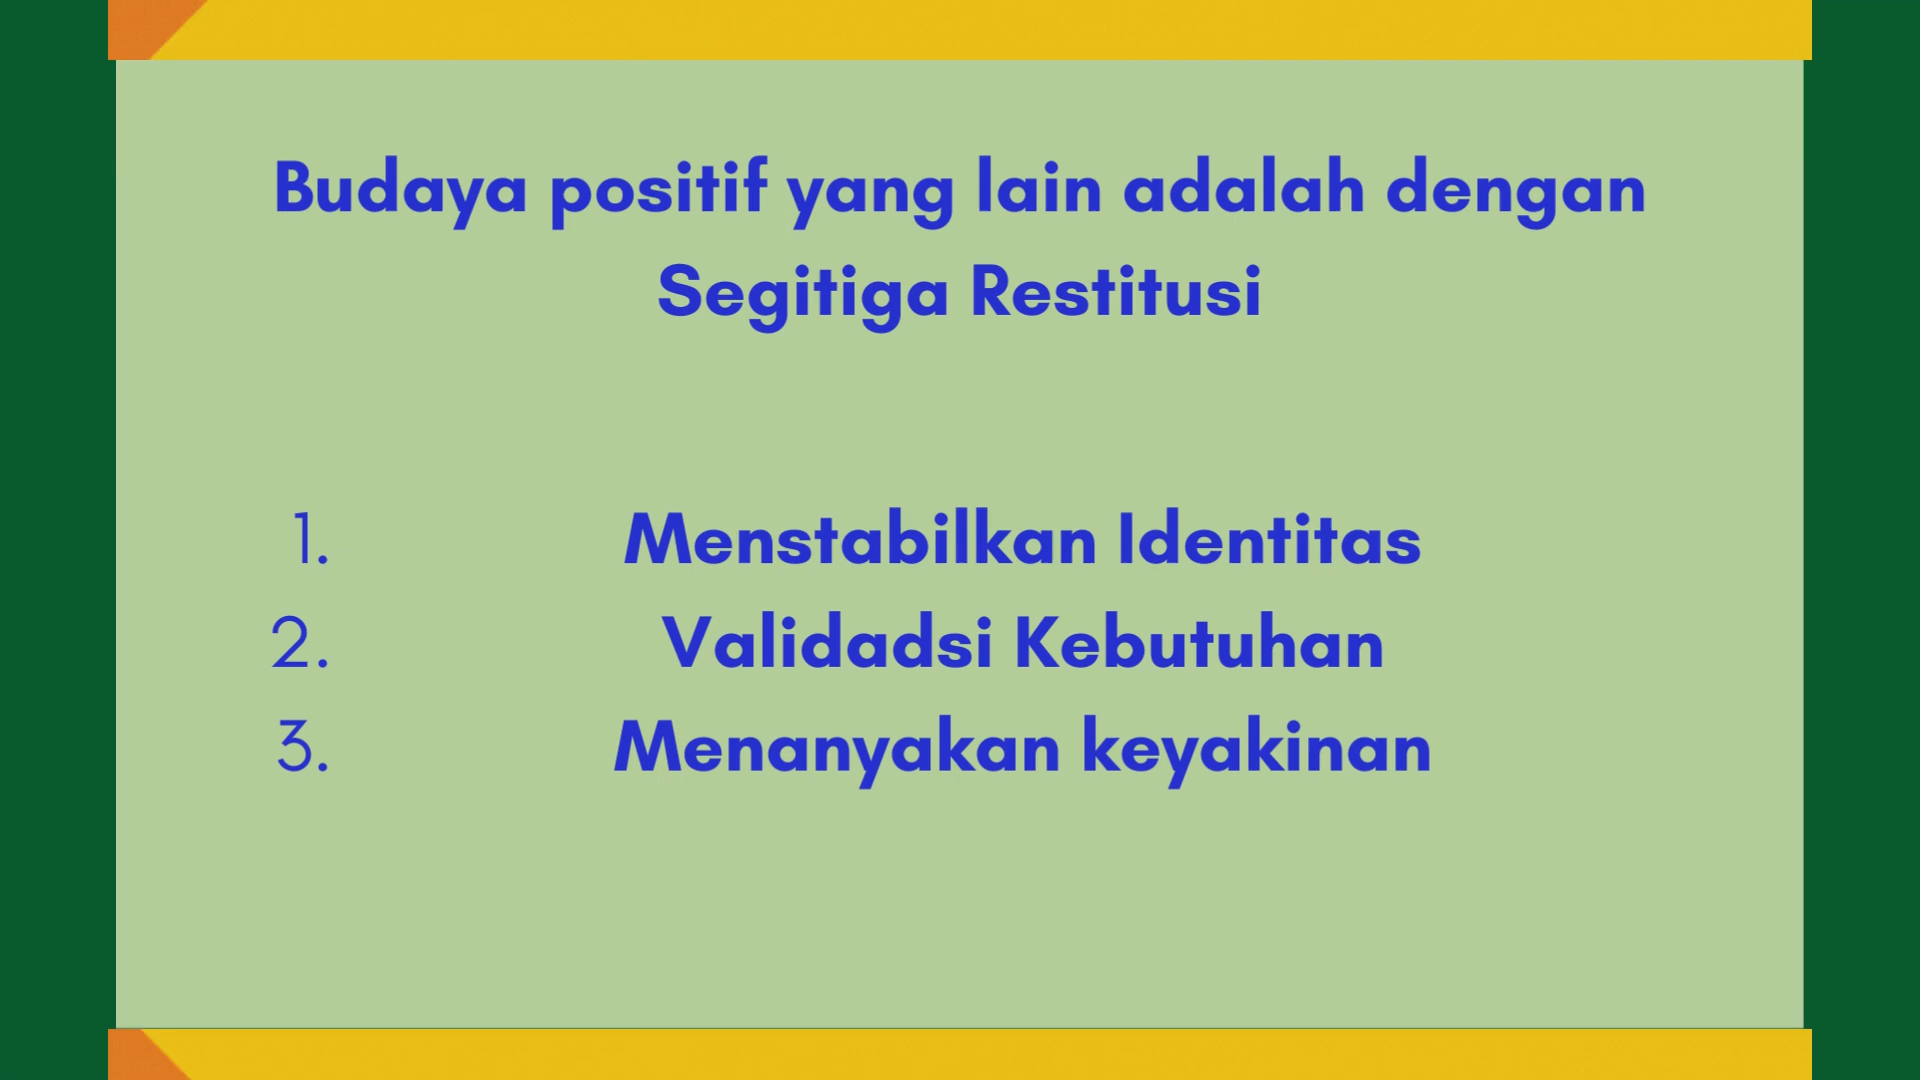 Budaya positif yang lain adalah dengan
Segitiga Restitusi
1. Menstabilkan Identitas
2. Validadsi Kebutuhan
3. Menanyakan keyakinan